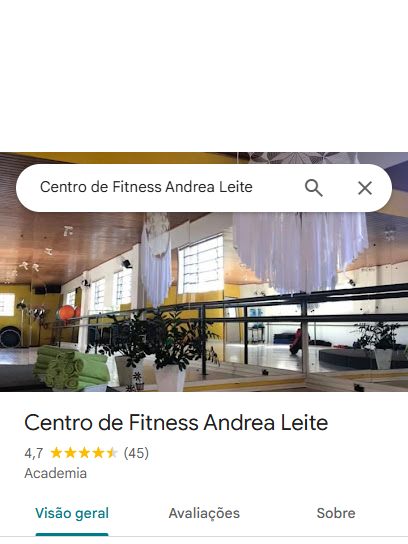 Centro de Fitness Andrea Leite
Centro de Fitness Andrea Leite
4,7 (45)
Academia
Visão geral Avaliações Sobre